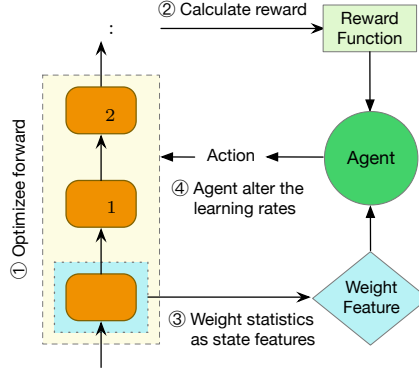 ② Calculate reward
Reward
Function
:
2
1
① Optimizee forward
Action
Agent
④ Agent alter the
learning rates
③ Weight statistics
as state features
Weight
Feature